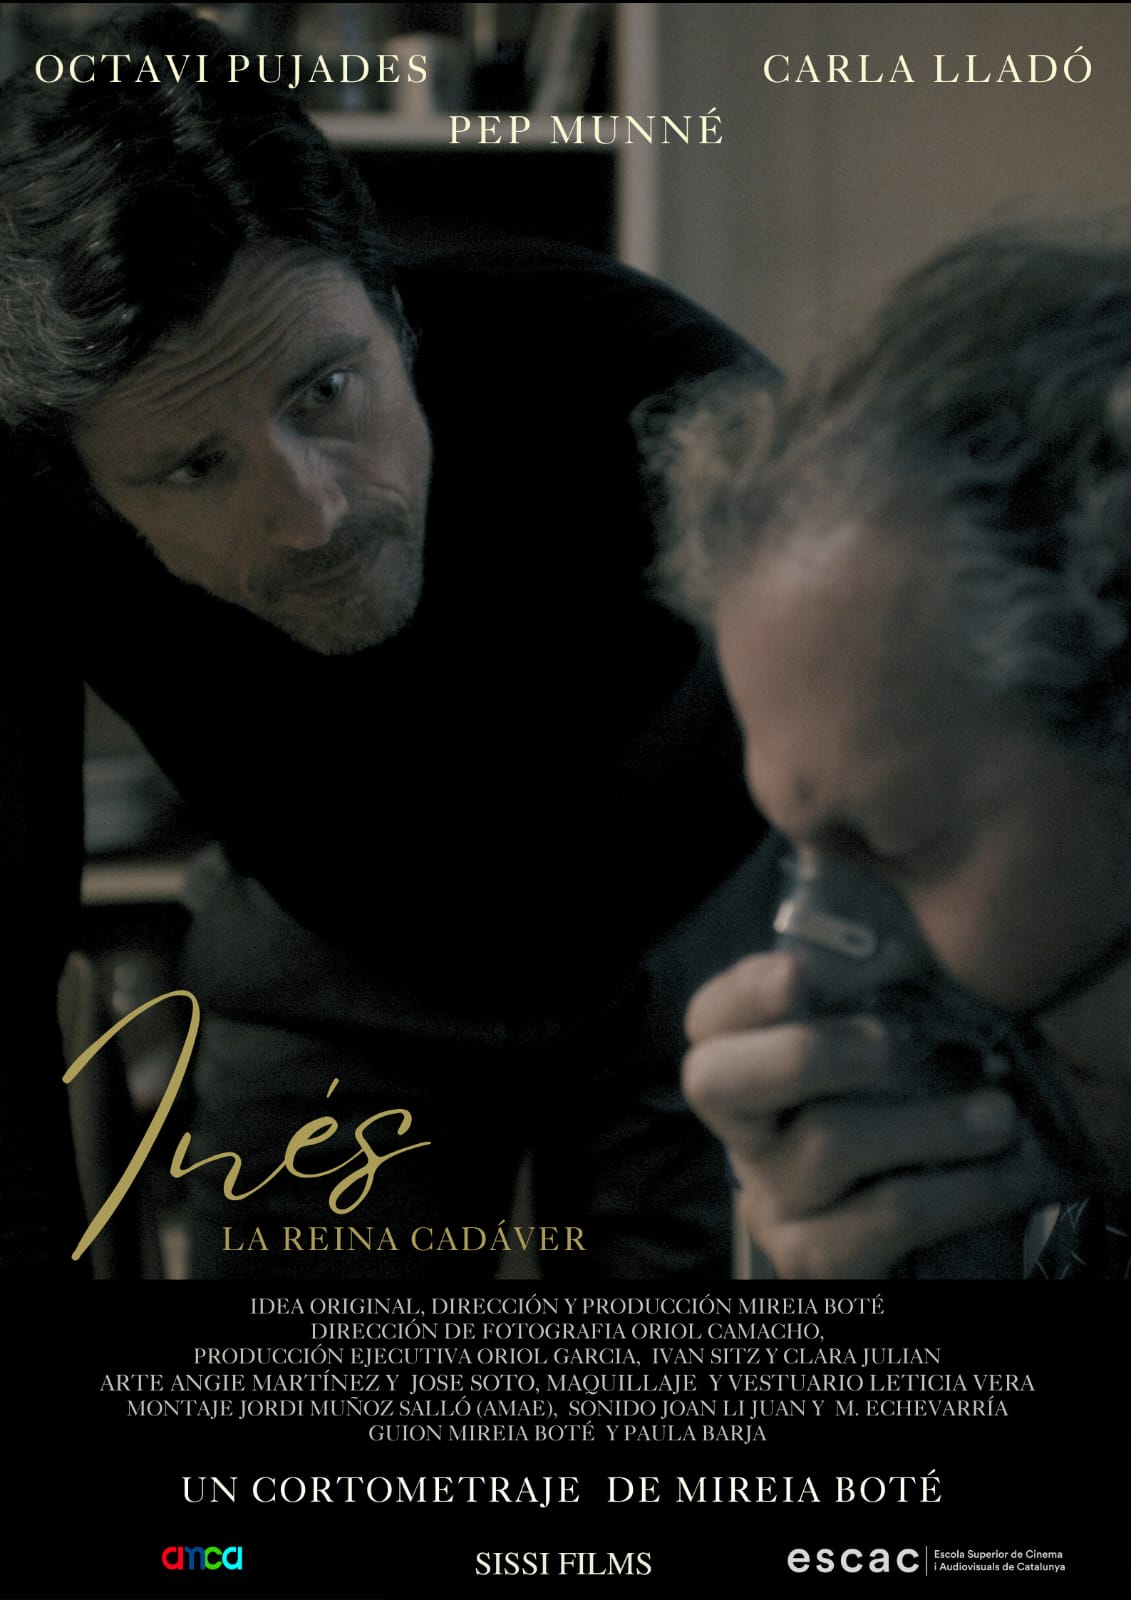 OCTAVI PUJADES
CARLA LLADÓ
PEP MUNNÉ
Inés
LA REINA CADÁVER
IDEA ORIGINAL, DIRECCIÓN Y PRODUCCIÓN MIREIA BOTÉ
DIRECCIÓN DE FOTOGRAFIA ORIOL CAMACHO,
PRODUCCIÓN EJECUTIVA ORIOL GARCIA, IVAN SITZ Y CLARA JULIAN
ARTE ANGIE MARTÍNEZ Y JOSE SOTO, MAQUILLAJE Y VESTUARIO LETICIA VERA
MONTAJE JORDI MUÑOZ SALLÓ (AMAE), SONIDO JOAN LI JUAN Y M. ECHEVARRÍA
GUION MIREIA BOTÉ Y PAULA BARJA
UN CORTOMETRAJE DE MIREIA BOTÉ
amca
SISSI FILMS
escac
Escola Superior de Cinema
i Audiovisuals de Catalunya